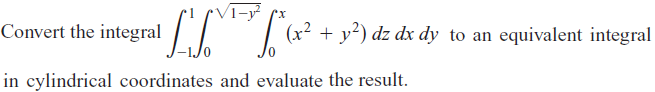 Convert the integral ∫_{-1}^{1} ∫_{0}^{√(1-y²)} ∫_{0}^{x} (x² + y²) dz dx dy to an equivalent integral
in cylindrical coordinates and evaluate the result.